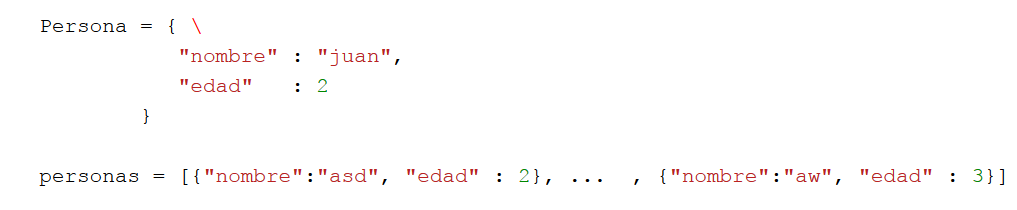 Persona = { \
"nombre" : "juan",
"edad" : 2
}
personas = [{"nombre":"asd", "edad" : 2}, ... , {"nombre":"aw", "edad" : 3}]